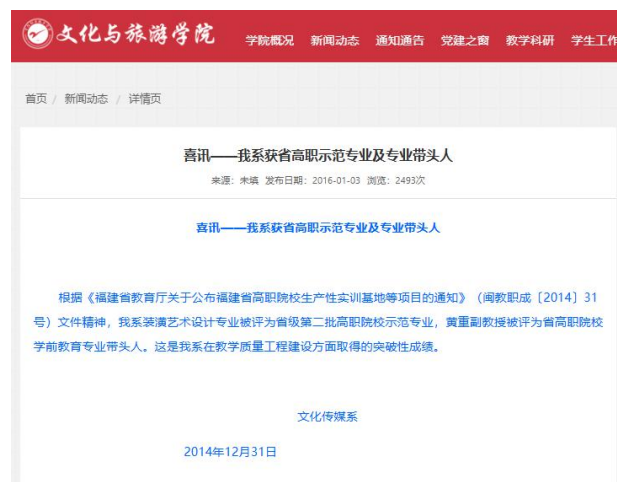 文化与旅游学院
学院概况 新闻动态 通知通告 党建之窗 教学科研 学生工作
首页 / 新闻动态 / 详情页
喜讯——我系获省高职示范专业及专业带头人
来源：未填 发布日期：2016-01-03 浏览：2493次
喜讯——我系获省高职示范专业及专业带头人
根据《福建省教育厅关于公布福建省高职院校生产性实训基地等项目的通知》（闽教职成〔2014〕31
号）文件精神，我系装潢艺术设计专业被评为省级第二批高职院校示范专业，黄重副教授被评为省高职院校
学前教育专业带头人。这是我系在教学质量工程建设方面取得的突破性成绩。
文化传媒系
2014年12月31日